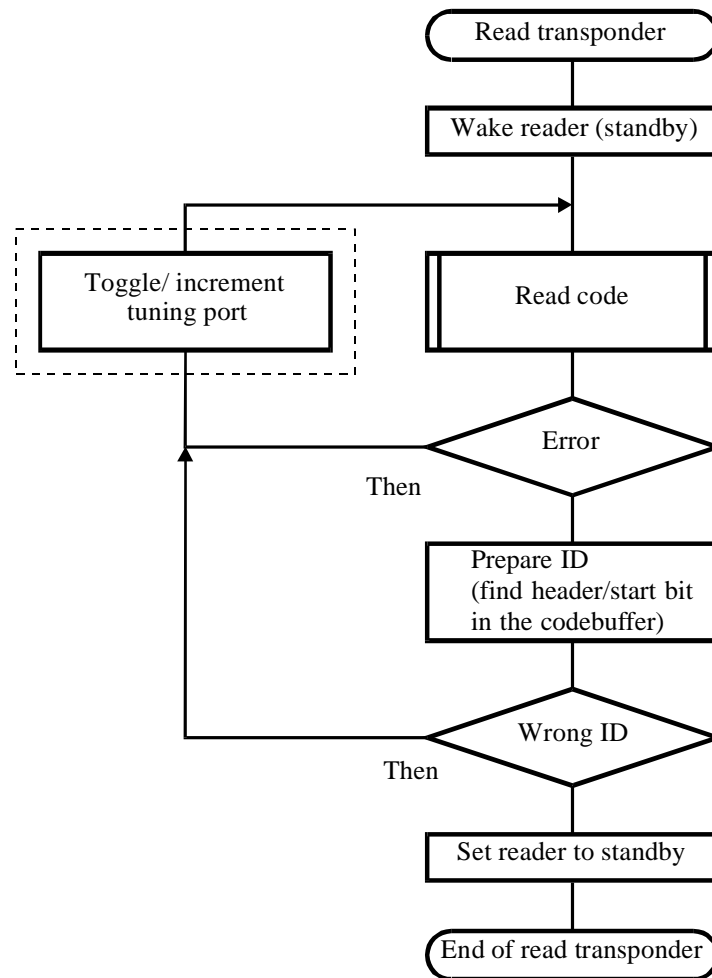 Read transponder
Wake reader (standby)
Toggle/ increment
tuning port
Read code
Error
Then
Prepare ID
(find header/start bit
in the codebuffer)
Wrong ID
Then
Set reader to standby
End of read transponder